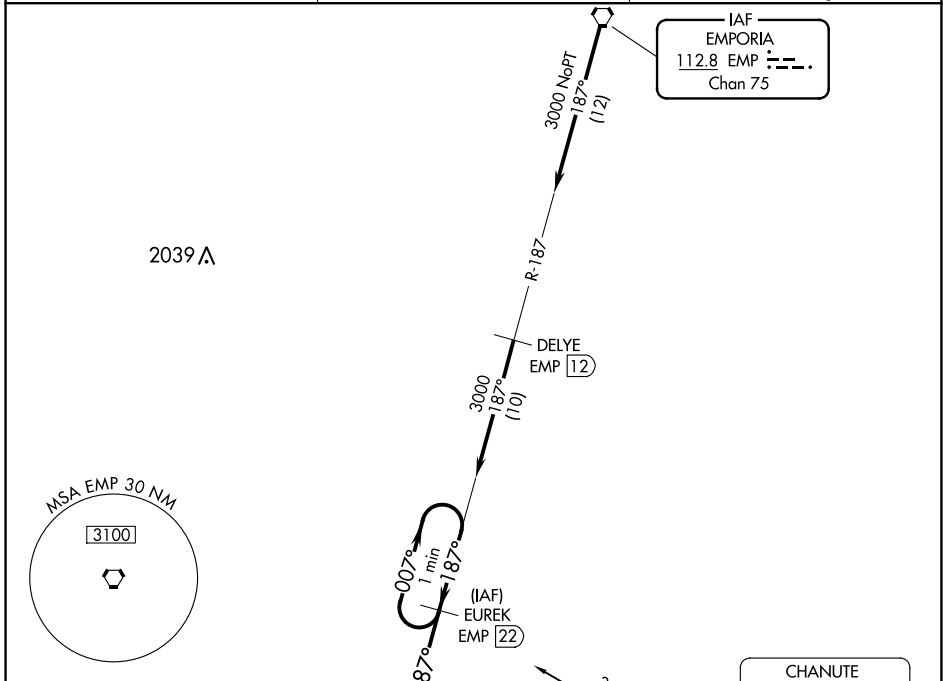 IAF
EMPORIA
112.8 EMP
Chan 75
3000 NoPT
187°
(12)
2039
R-187
DELYE
EMP 12
3000
187°
(10)
MSA EMP 30 NM
3100
007°
1 min
187°
(IAF)
EUREK
EMP 22
CHANUTE